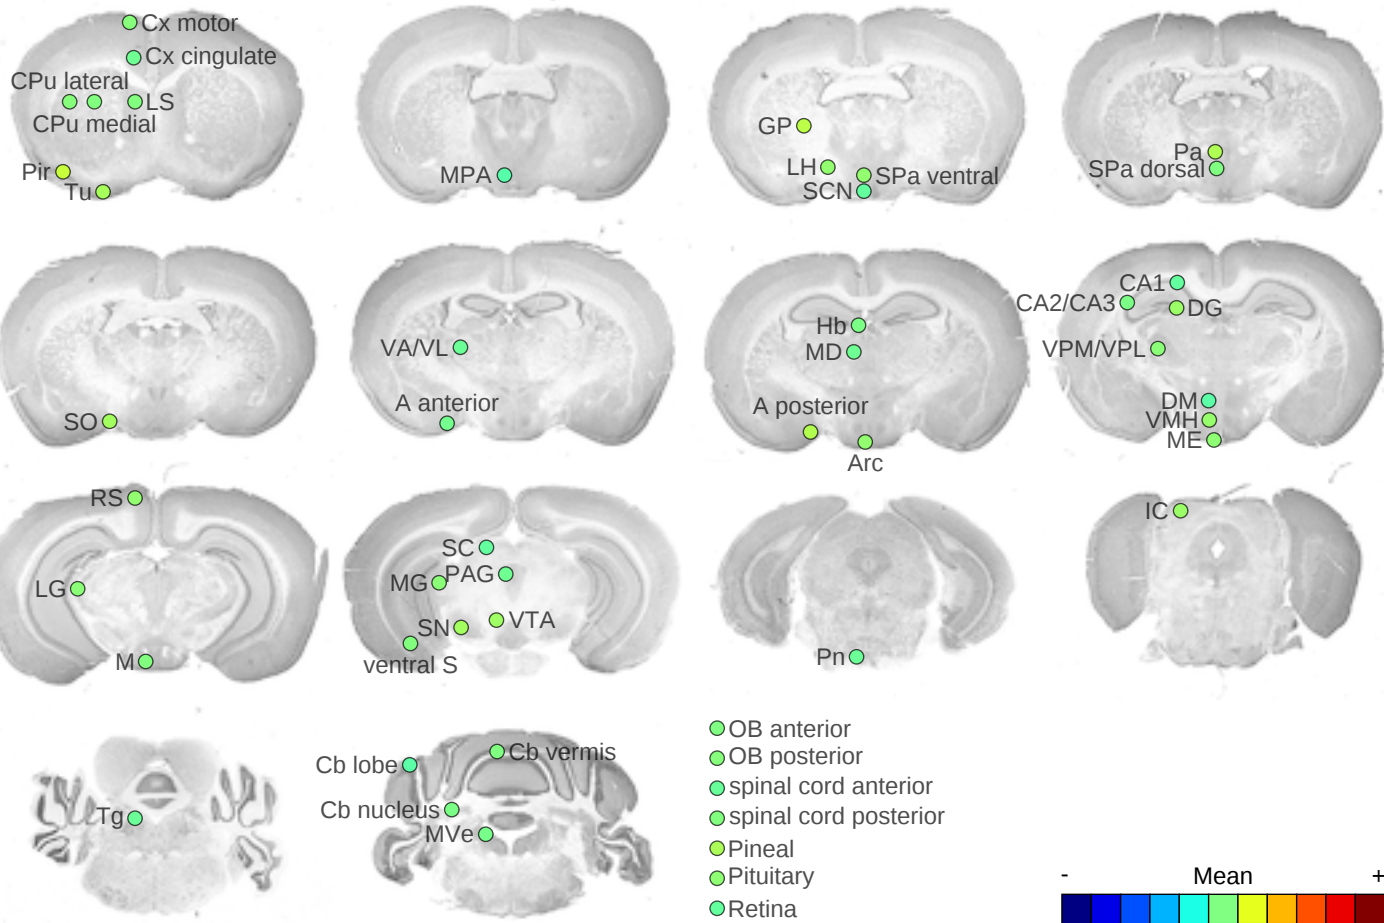 Cx motor
Cx cingulate
CPu lateral
LS
CPu medial
Pir
Tu
MPA
GP
LH
SPa ventral
SCN
Pa
SPa dorsal
SO
VA/VL
A anterior
Hb
MD
A posterior
Arc
CA1
CA2/CA3
DG
VPM/VPL
DM
VMH
ME
RS
LG
M
SC
MG
PAG
SN
VTA
ventral S
Pn
IC
Tg
Cb lobe
Cb vermis
Cb nucleus
MVe
OB anterior
OB posterior
spinal cord anterior
spinal cord posterior
Pineal
Pituitary
Retina
- Mean +